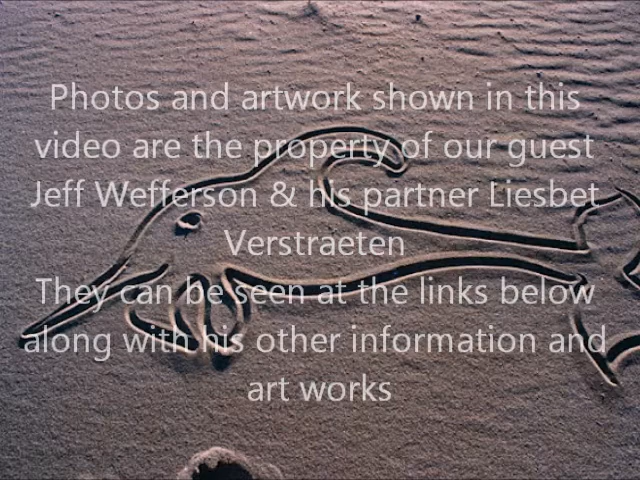 Photos and artwork shown in this
video are the property of our guest
Jeff Wefferson & his partner Liesbet
Verstraeten
They can be seen at the links below
along with his other information and
art works